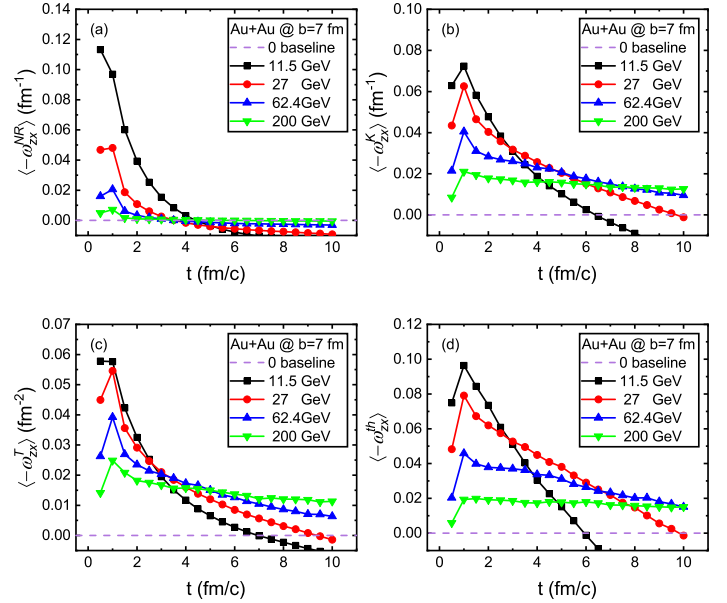 (a)
Au+Au @ b=7 fm
0 baseline
11.5 GeV
27 GeV
62.4GeV
200 GeV
0.14
0.12
0.10
0.08
0.06
0.04
0.02
0.00
⟨−ω_zx^NR⟩ (fm⁻¹)
0 2 4 6 8 10
t (fm/c)
(b)
Au+Au @ b=7 fm
0 baseline
11.5 GeV
27 GeV
62.4GeV
200 GeV
0.10
0.08
0.06
0.04
0.02
0.00
⟨−ω_zx^K⟩ (fm⁻¹)
0 2 4 6 8 10
t (fm/c)
(c)
Au+Au @ b=7 fm
0 baseline
11.5 GeV
27 GeV
62.4GeV
200 GeV
0.07
0.06
0.05
0.04
0.03
0.02
0.01
0.00
⟨−ω_zx^T⟩ (fm⁻²)
0 2 4 6 8 10
t (fm/c)
(d)
Au+Au @ b=7 fm
0 baseline
11.5 GeV
27 GeV
62.4GeV
200 GeV
0.12
0.10
0.08
0.06
0.04
0.02
0.00
⟨−ω_zx^th⟩
0 2 4 6 8 10
t (fm/c)